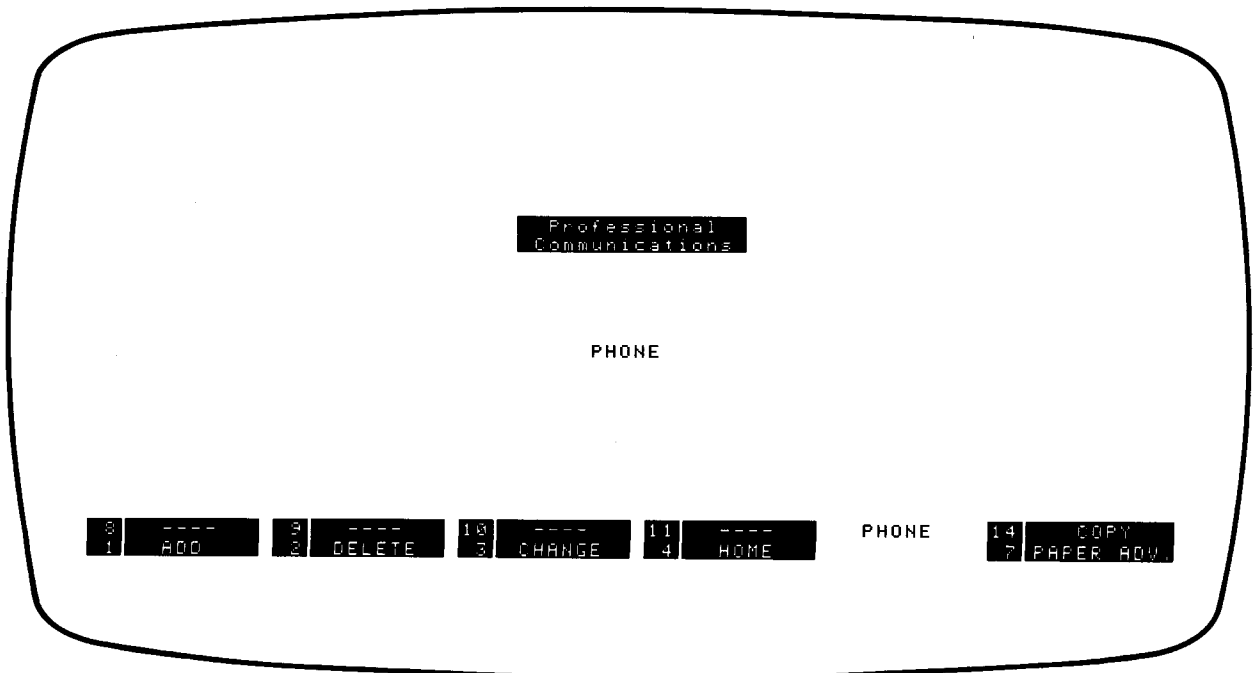 Professional
Communications
PHONE
8 ---- 9 ---- 10 ---- 11 ---- PHONE 14 COPY
1 ADD 2 DELETE 3 CHANGE 4 HOME 7 PAPER ADV.